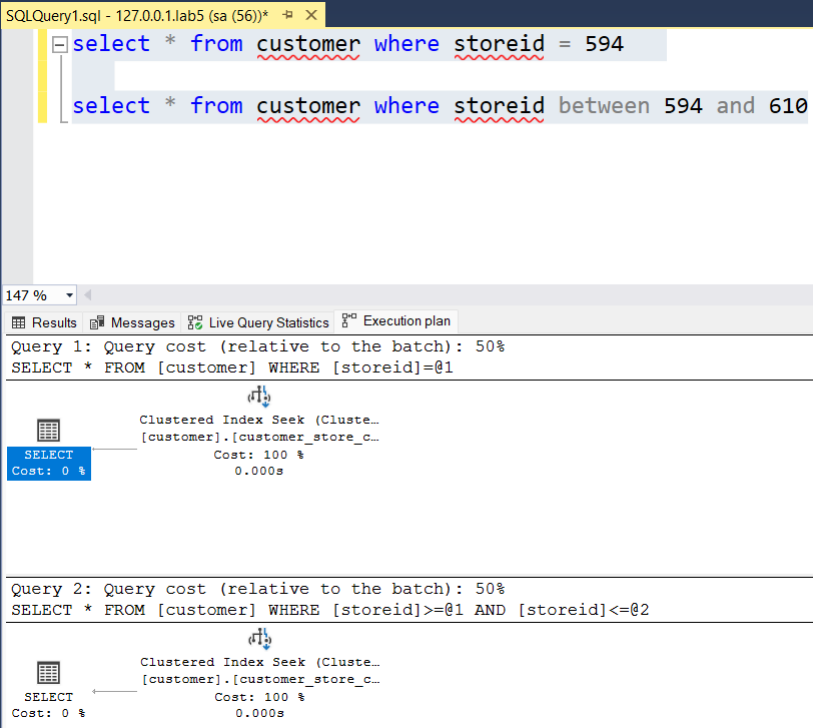 SQLQuery1.sql - 127.0.0.1.lab5 (sa (56))*
select * from customer where storeid = 594
select * from customer where storeid between 594 and 610
147 %
Results Messages Live Query Statistics Execution plan
Query 1: Query cost (relative to the batch): 50%
SELECT * FROM [customer] WHERE [storeid]=@1
Clustered Index Seek (Cluste…
[customer].[customer_store_c…
Cost: 100 %
0.000s
SELECT
Cost: 0 %
Query 2: Query cost (relative to the batch): 50%
SELECT * FROM [customer] WHERE [storeid]>=@1 AND [storeid]<=@2
Clustered Index Seek (Cluste…
[customer].[customer_store_c…
Cost: 100 %
0.000s
SELECT
Cost: 0 %